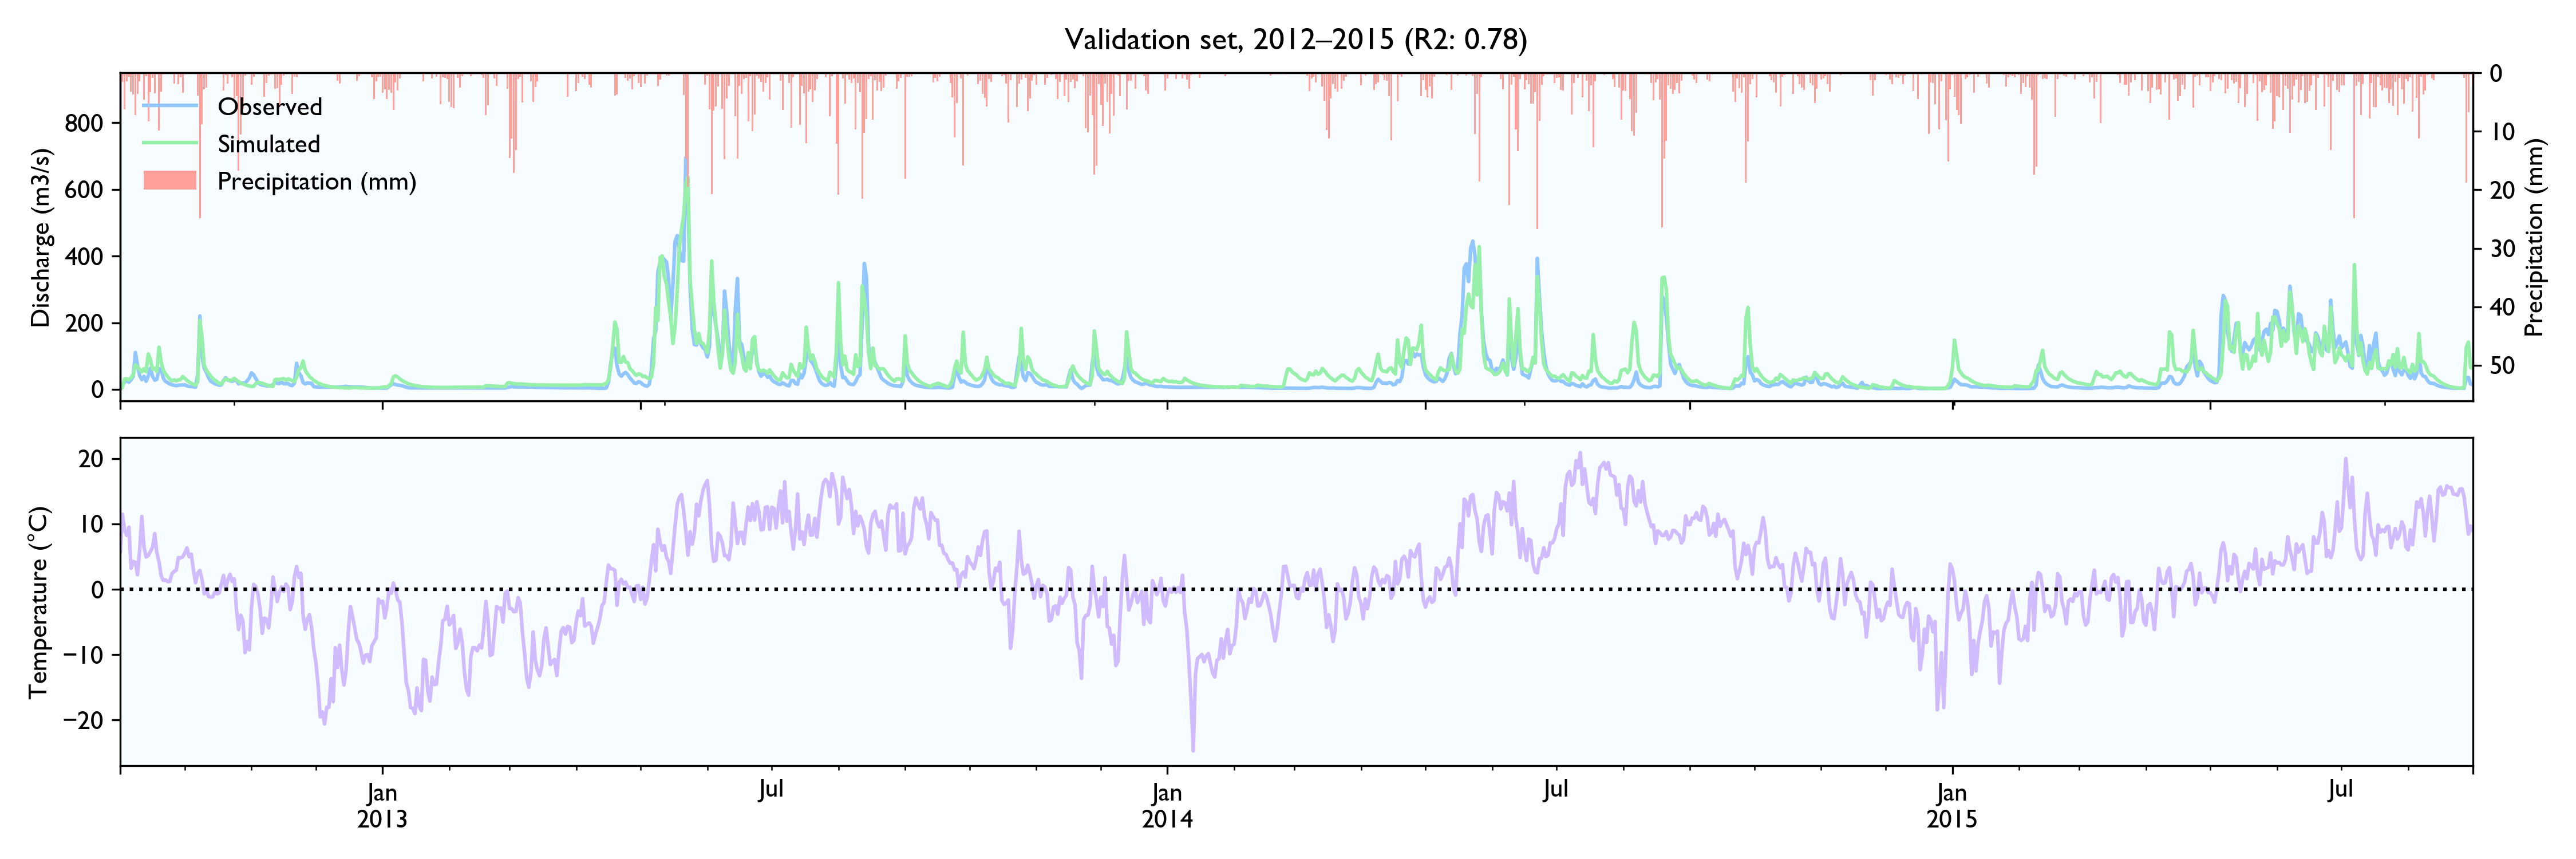 Validation set, 2012–2015 (R2: 0.78)
Discharge (m3/s)
800
600
400
200
0
Observed
Simulated
Precipitation (mm)
0
10
20
30
40
50
Precipitation (mm)
Temperature (°C)
20
10
0
−10
−20
Jan
2013
Jul
Jan
2014
Jul
Jan
2015
Jul